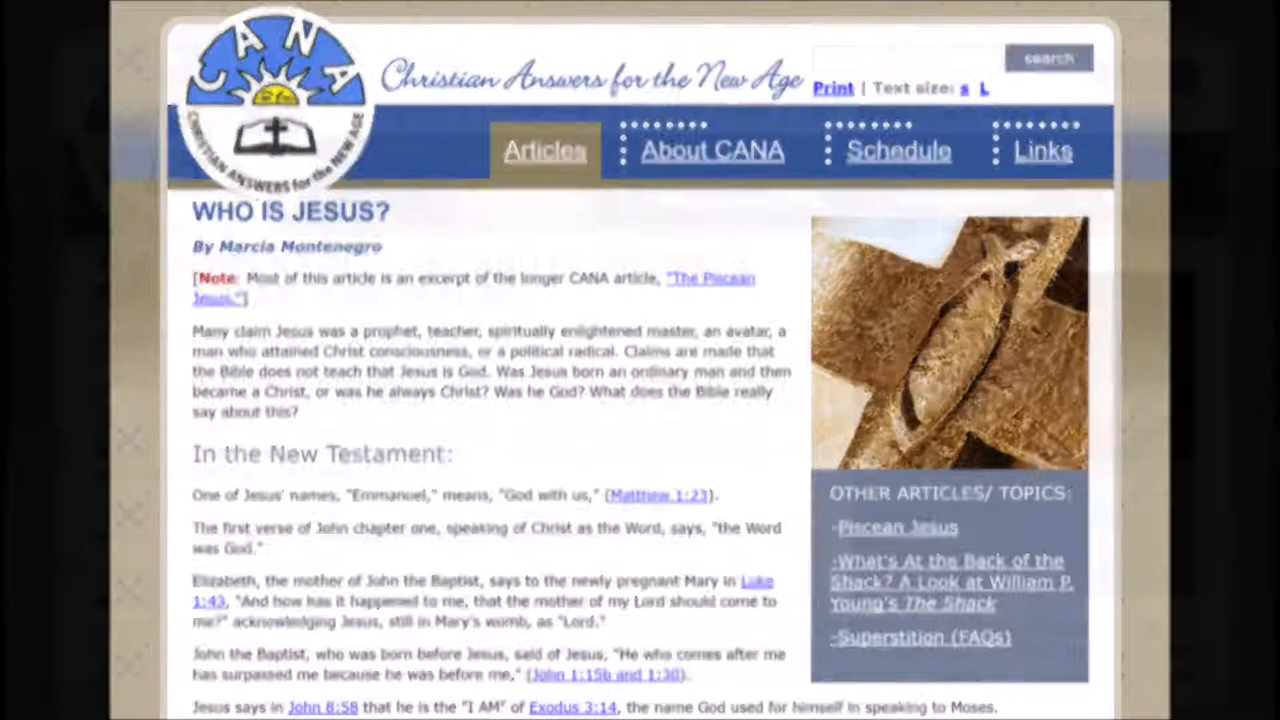 CANA
CHRISTIAN ANSWERS for the NEW AGE
Christian Answers for the New Age
search
Print | Text size: s L
Articles
About CANA
Schedule
Links
WHO IS JESUS?
By Marcia Montenegro
[Note: Most of this article is an excerpt of the longer CANA article, "The Piscean
Jesus."]
Many claim Jesus was a prophet, teacher, spiritually enlightened master, an avatar, a
man who attained Christ consciousness, or a political radical. Claims are made that
the Bible does not teach that Jesus is God. Was Jesus born an ordinary man and then
became a Christ, or was he always Christ? Was he God? What does the Bible really
say about this?
In the New Testament:
One of Jesus' names, "Emmanuel," means, "God with us," (Matthew 1:23).
The first verse of John chapter one, speaking of Christ as the Word, says, "the Word
was God."
Elizabeth, the mother of John the Baptist, says to the newly pregnant Mary in Luke
1:43, "And how has it happened to me, that the mother of my Lord should come to
me?" acknowledging Jesus, still in Mary's womb, as "Lord."
John the Baptist, who was born before Jesus, said of Jesus, "He who comes after me
has surpassed me because he was before me," (John 1:15b and 1:30).
Jesus says in John 8:58 that he is the "I AM" of Exodus 3:14, the name God used for himself in speaking to Moses.
OTHER ARTICLES/ TOPICS:
-Piscean Jesus
-What's At the Back of the
Shack? A Look at William P.
Young's The Shack
-Superstition (FAQs)